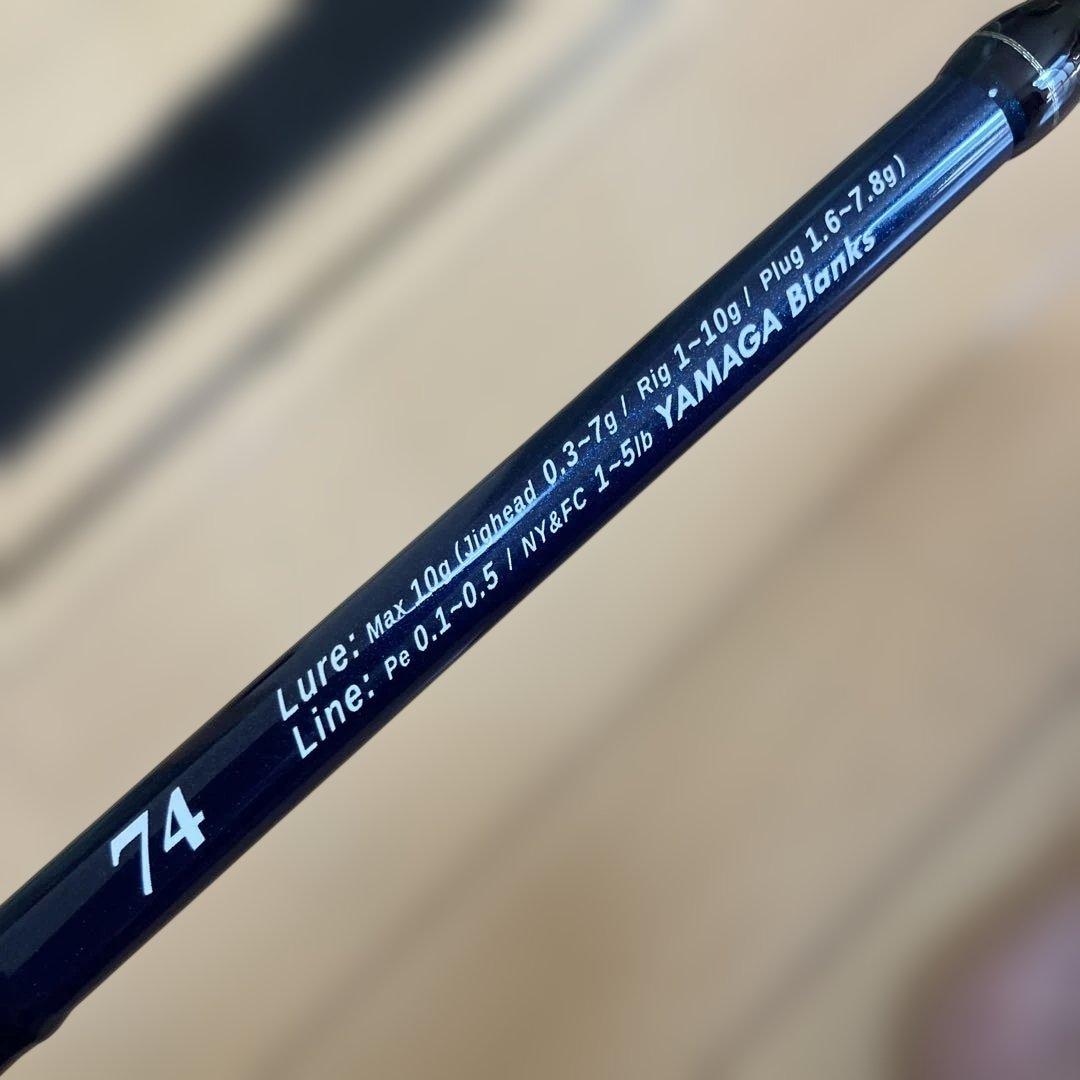 74
Lure: Max 10g (Jighead 0.3~7g / Rig 1~10g / Plug 1.6~7.8g)
Line: Pe 0.1~0.5 / NY&FC 1~5lb YAMAGA Blanks